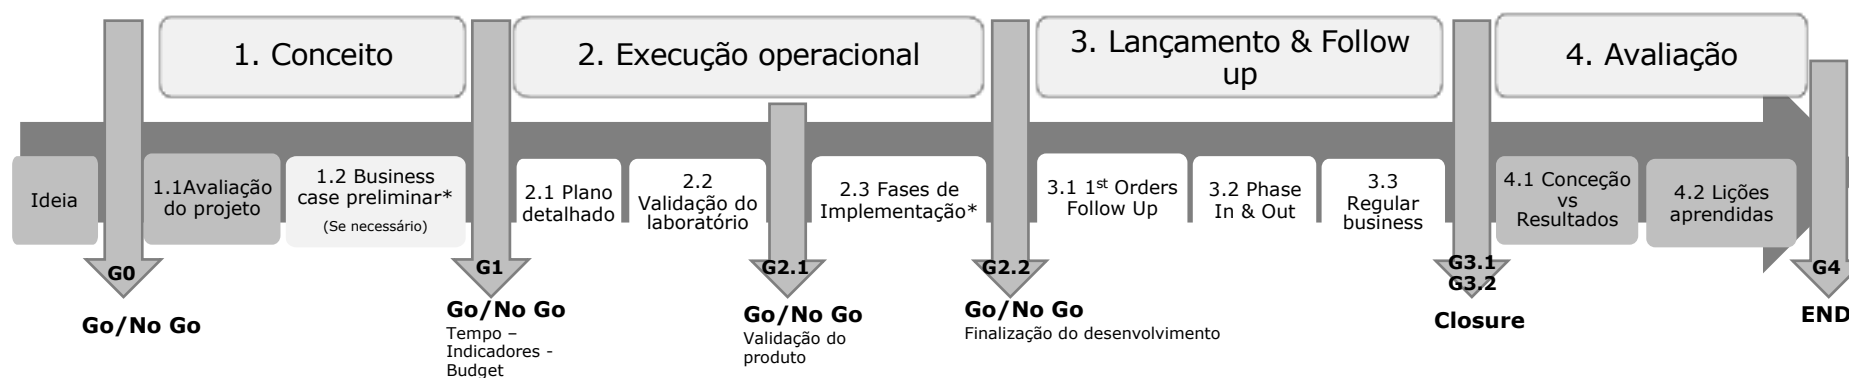 1. Conceito
2. Execução operacional
3. Lançamento & Follow
up
4. Avaliação
Ideia
1.1Avaliação
do projeto
1.2 Business
case preliminar*
(Se necessário)
2.1 Plano
detalhado
2.2
Validação do
laboratório
2.3 Fases de
Implementação*
3.1 1st Orders
Follow Up
3.2 Phase
In & Out
3.3
Regular
business
4.1 Conceção
vs
Resultados
4.2 Lições
aprendidas
G0
G1
G2.1
G2.2
G3.1
G3.2
G4
Go/No Go
Go/No Go
Tempo –
Indicadores -
Budget
Go/No Go
Validação do
produto
Go/No Go
Finalização do desenvolvimento
Closure
END